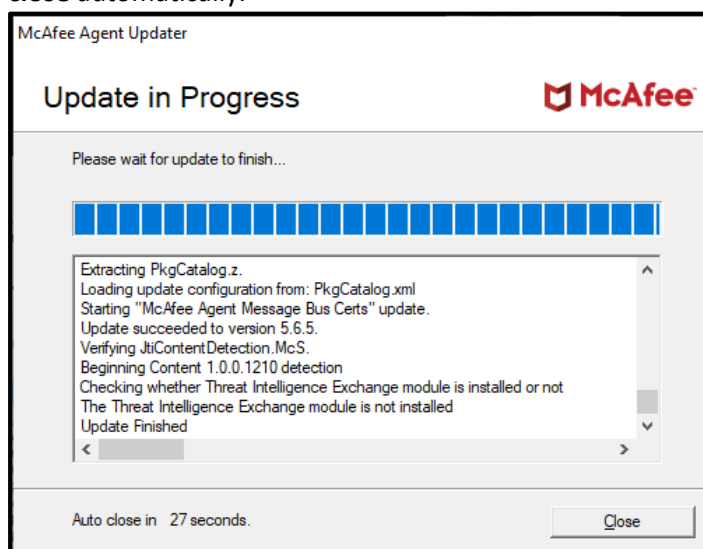 close automatically.
McAfee Agent Updater
Update in Progress
McAfee
Please wait for update to finish...
Extracting PkgCatalog.z.
Loading update configuration from: PkgCatalog.xml
Starting "McAfee Agent Message Bus Certs" update.
Update succeeded to version 5.6.5.
Verifying JtiContentDetection.McS.
Beginning Content 1.0.0.1210 detection
Checking whether Threat Intelligence Exchange module is installed or not
The Threat Intelligence Exchange module is not installed
Update Finished
Auto close in 27 seconds.
Close